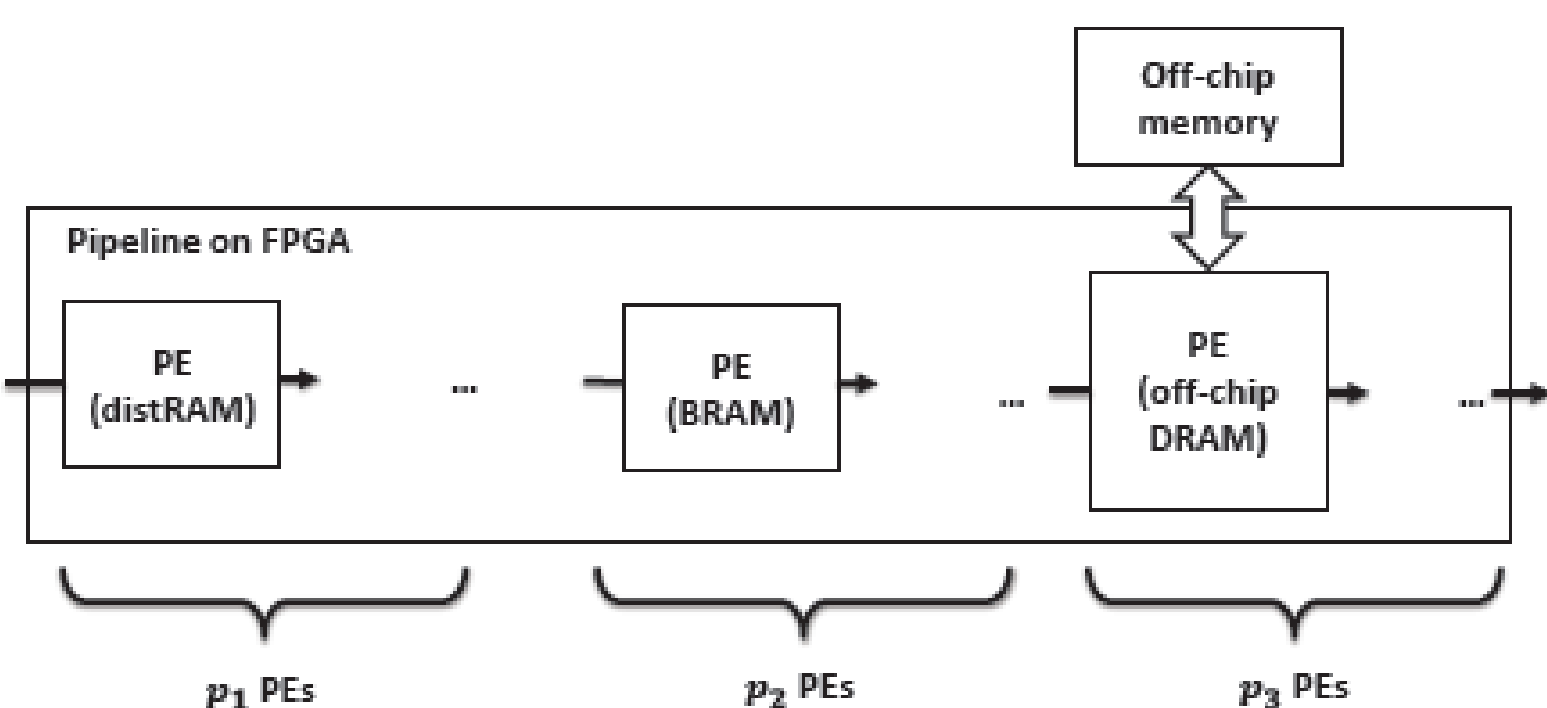 Off-chip
memory
Pipeline on FPGA
PE
(distRAM)
...
PE
(BRAM)
...
PE
(off-chip
DRAM)
...
p₁ PEs
p₂ PEs
p₃ PEs